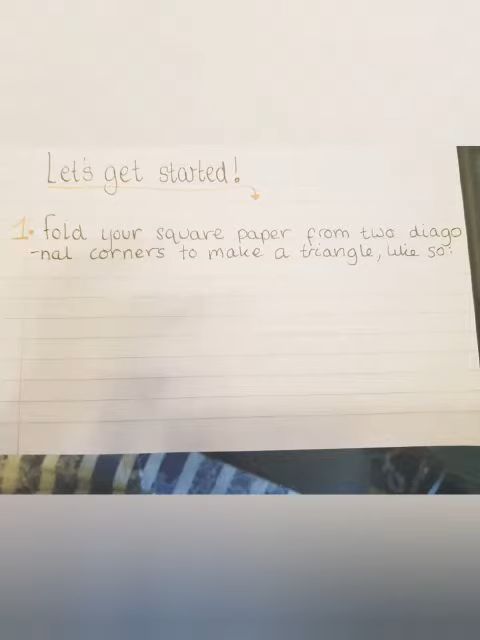 Let's get started!
1. fold your square paper from two diago
-nal corners to make a triangle, like so: